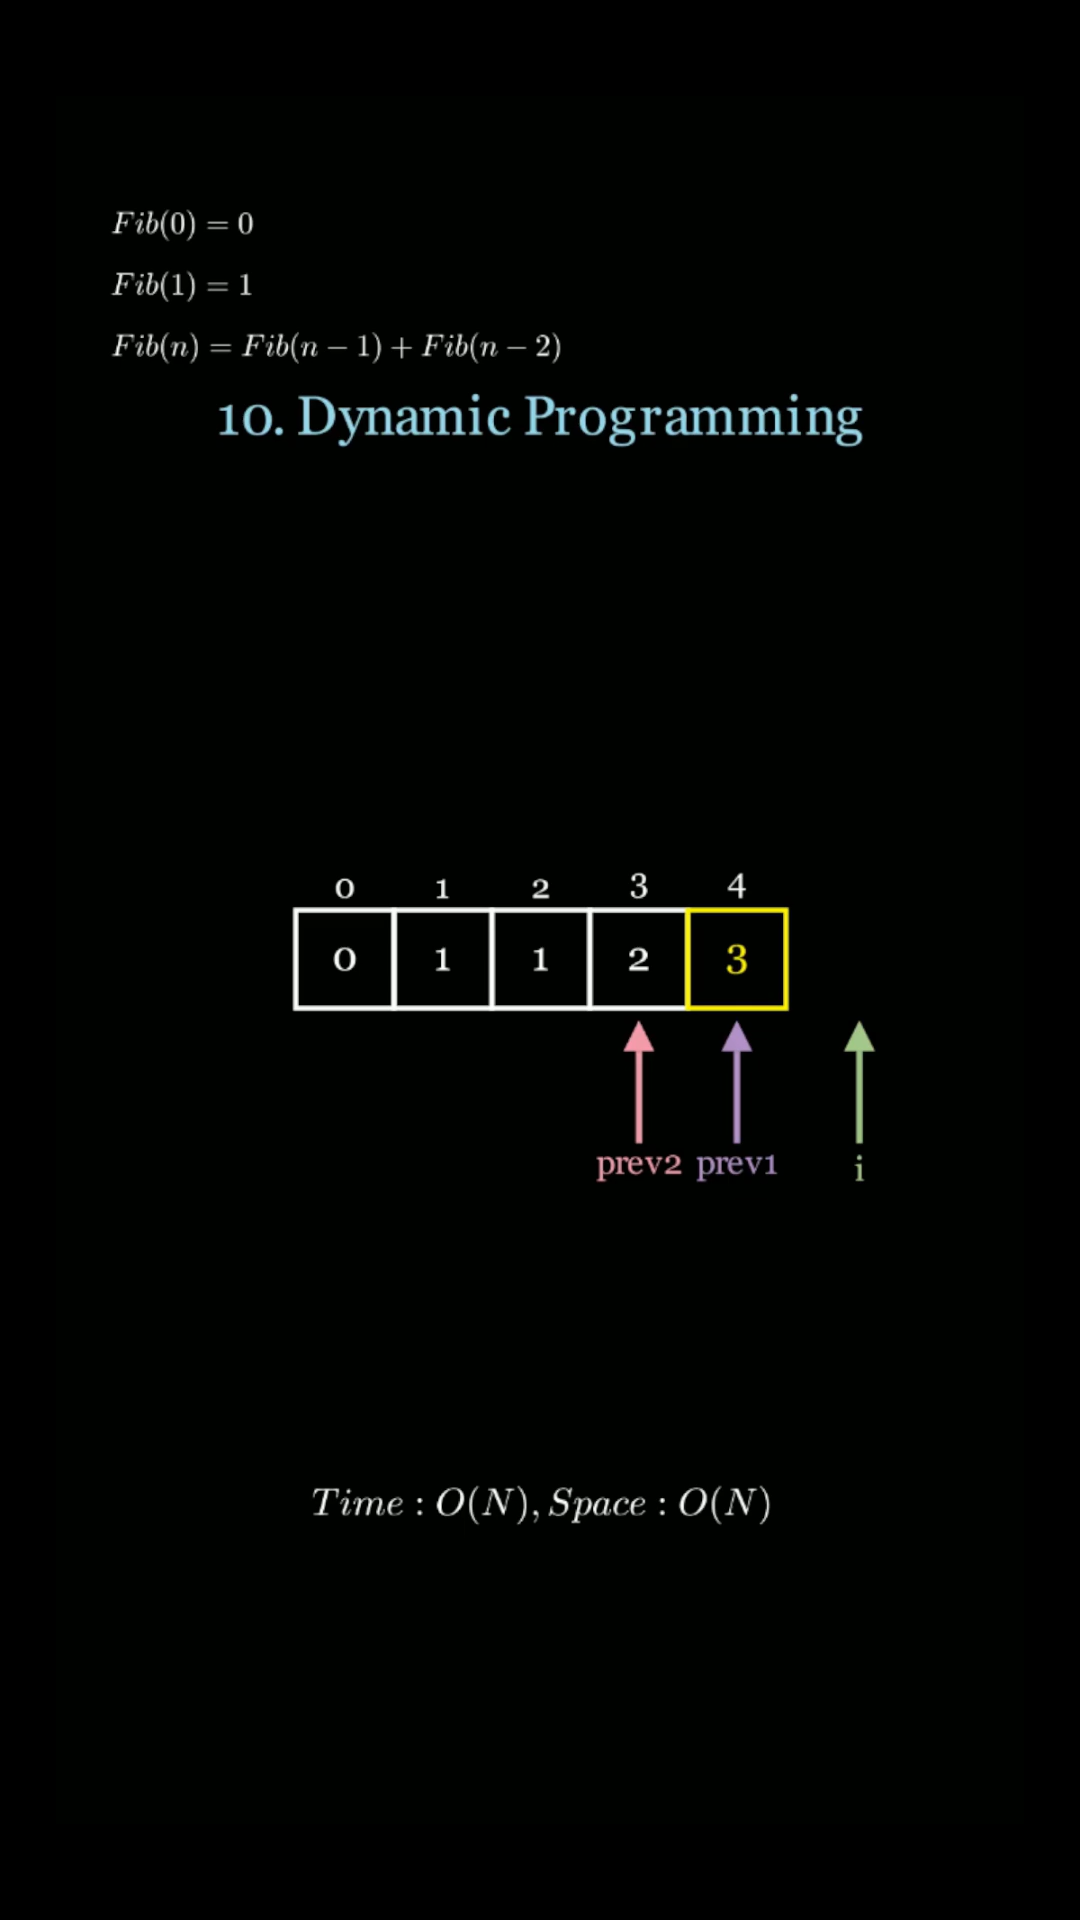 Fib(0) = 0
Fib(1) = 1
Fib(n) = Fib(n − 1) + Fib(n − 2)
10. Dynamic Programming
0 1 2 3 4
0 1 1 2 3
prev2 prev1 i
Time : O(N), Space : O(N)